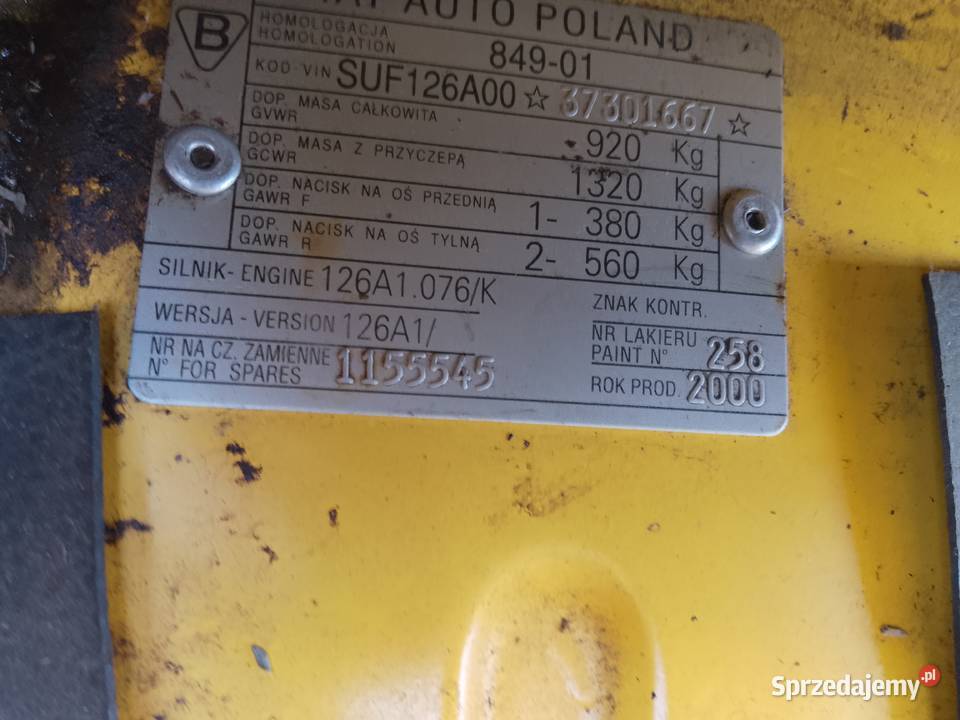 FIAT AUTO POLAND
B
HOMOLOGACJA
HOMOLOGATION
849-01
KOD-VIN SUF126A00☆37301667☆
DOP. MASA CAŁKOWITA
GVWR
920 Kg
DOP. MASA Z PRZYCZEPĄ
GCWR
1320 Kg
DOP. NACISK NA OŚ PRZEDNIĄ
GAWR F
1- 380 Kg
DOP. NACISK NA OŚ TYLNĄ
GAWR R
2- 560 Kg
SILNIK- ENGINE 126A1.076/K
WERSJA - VERSION 126A1/
NR NA CZ. ZAMIENNE
N° FOR SPARES
1155545
ZNAK KONTR.
NR LAKIERU
PAINT N°
258
ROK PROD. 2000
Sprzedajemy.pl